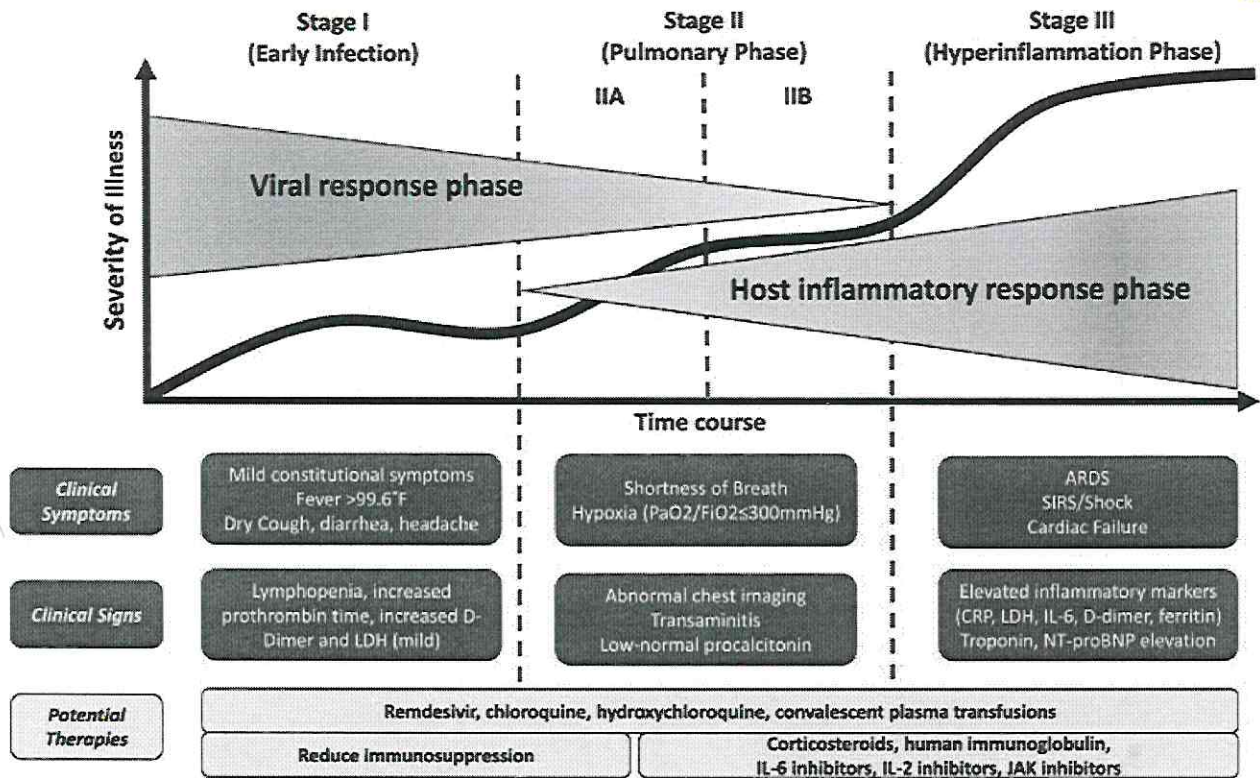 Stage I
(Early Infection)
Stage II
(Pulmonary Phase)
Stage III
(Hyperinflammation Phase)
IIA
IIB
Severity of Illness
Viral response phase
Host inflammatory response phase
Time course
Clinical
Symptoms
Mild constitutional symptoms
Fever >99.6°F
Dry Cough, diarrhea, headache
Shortness of Breath
Hypoxia (PaO2/FiO2≤300mmHg)
ARDS
SIRS/Shock
Cardiac Failure
Clinical Signs
Lymphopenia, increased
prothrombin time, increased D-
Dimer and LDH (mild)
Abnormal chest imaging
Transaminitis
Low-normal procalcitonin
Elevated inflammatory markers
(CRP, LDH, IL-6, D-dimer, ferritin)
Troponin, NT-proBNP elevation
Potential
Therapies
Remdesivir, chloroquine, hydroxychloroquine, convalescent plasma transfusions
Reduce immunosuppression
Corticosteroids, human immunoglobulin,
IL-6 inhibitors, IL-2 inhibitors, JAK inhibitors